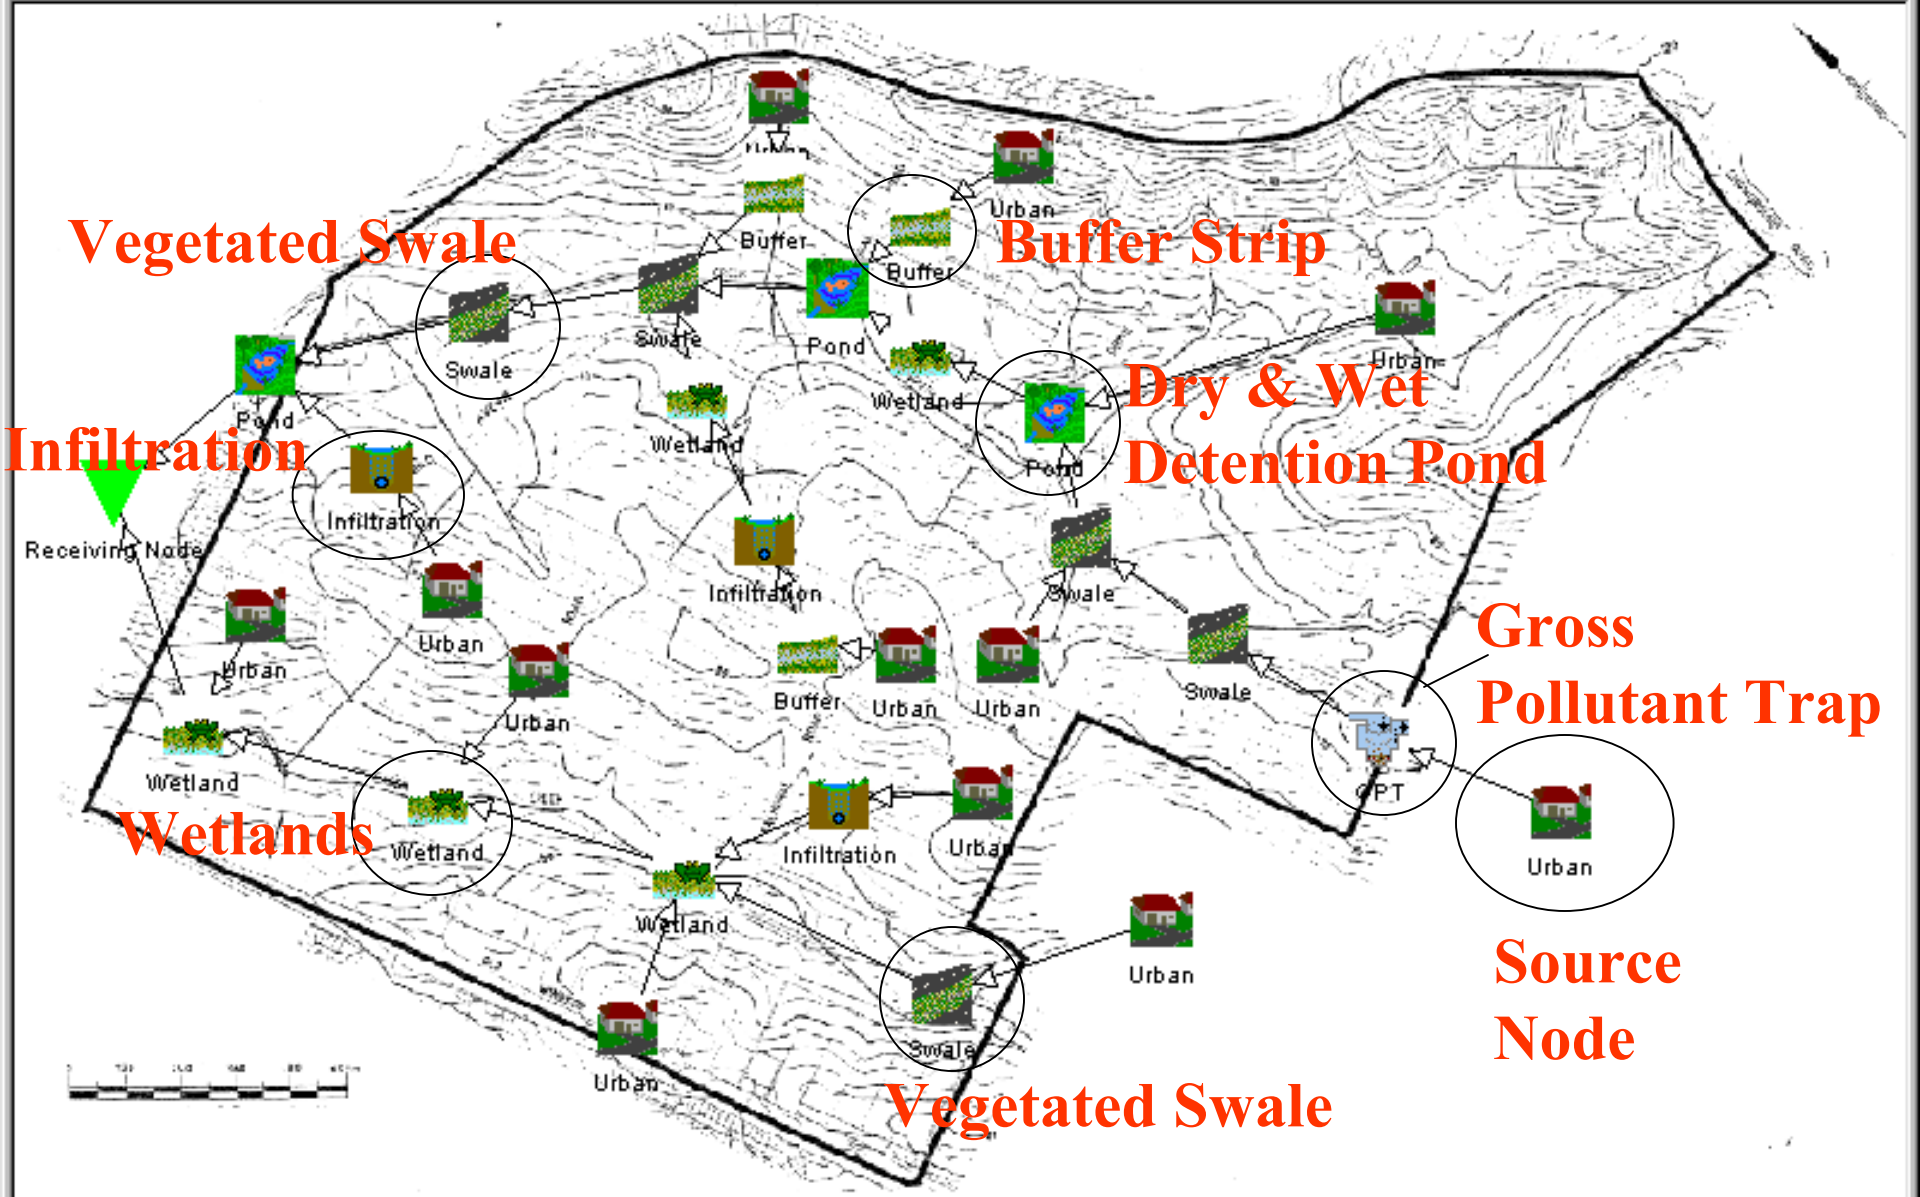 Urban
Urban
Vegetated Swale
Buffer
Buffer Strip
Buffer
Swale
Pond
Urban
Swale
Wetland
Dry & Wet
Pond
Infiltration
Wetland
Pond
Detention Pond
Infiltration
Receiving Node
Infiltration
Swale
Urban
Urban
Gross
Swale
Buffer
Urban
Urban
Urban
Pollutant Trap
Wetland
GPT
Wetlands
Wetland
Infiltration
Urban
Urban
Wetland
Source
Urban
Node
Swale
Urban
Vegetated Swale